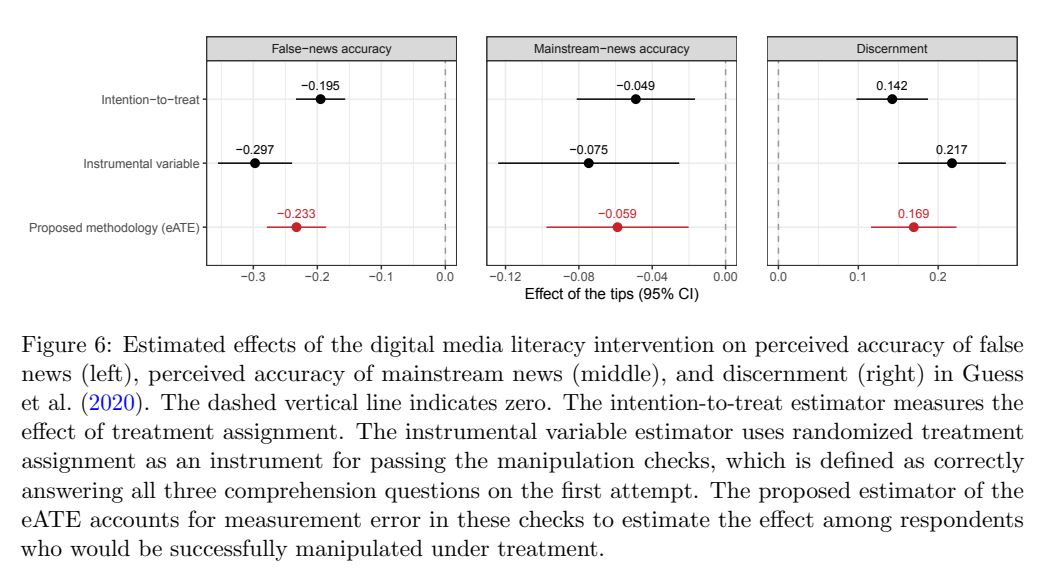 False−news accuracy
Mainstream−news accuracy
Discernment
Intention−to−treat
−0.195
−0.049
0.142
Instrumental variable
−0.297
−0.075
0.217
Proposed methodology (eATE)
−0.233
−0.059
0.169
−0.3 −0.2 −0.1 0.0
−0.12 −0.08 −0.04 0.00
0.0 0.1 0.2
Effect of the tips (95% CI)
Figure 6: Estimated effects of the digital media literacy intervention on perceived accuracy of false
news (left), perceived accuracy of mainstream news (middle), and discernment (right) in Guess
et al. (2020). The dashed vertical line indicates zero. The intention-to-treat estimator measures the
effect of treatment assignment. The instrumental variable estimator uses randomized treatment
assignment as an instrument for passing the manipulation checks, which is defined as correctly
answering all three comprehension questions on the first attempt. The proposed estimator of the
eATE accounts for measurement error in these checks to estimate the effect among respondents
who would be successfully manipulated under treatment.